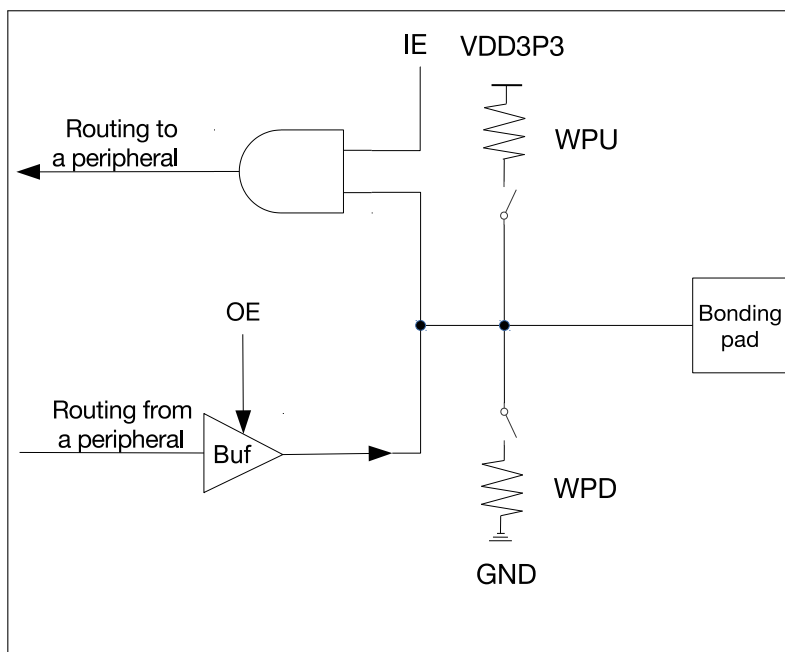 IE
VDD3P3
Routing to
a peripheral
WPU
OE
Bonding
pad
Routing from
a peripheral
Buf
WPD
GND